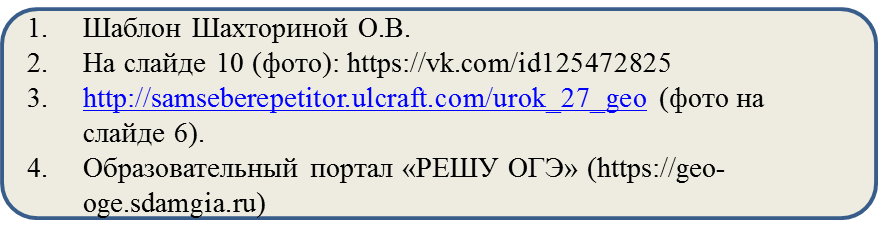 1. Шаблон Шахториной О.В.
2. На слайде 10 (фото): https://vk.com/id125472825
3. http://samseberepetitor.ulcraft.com/urok_27_geo (фото на
слайде 6).
4. Образовательный портал «РЕШУ ОГЭ» (https://geo-
oge.sdamgia.ru)